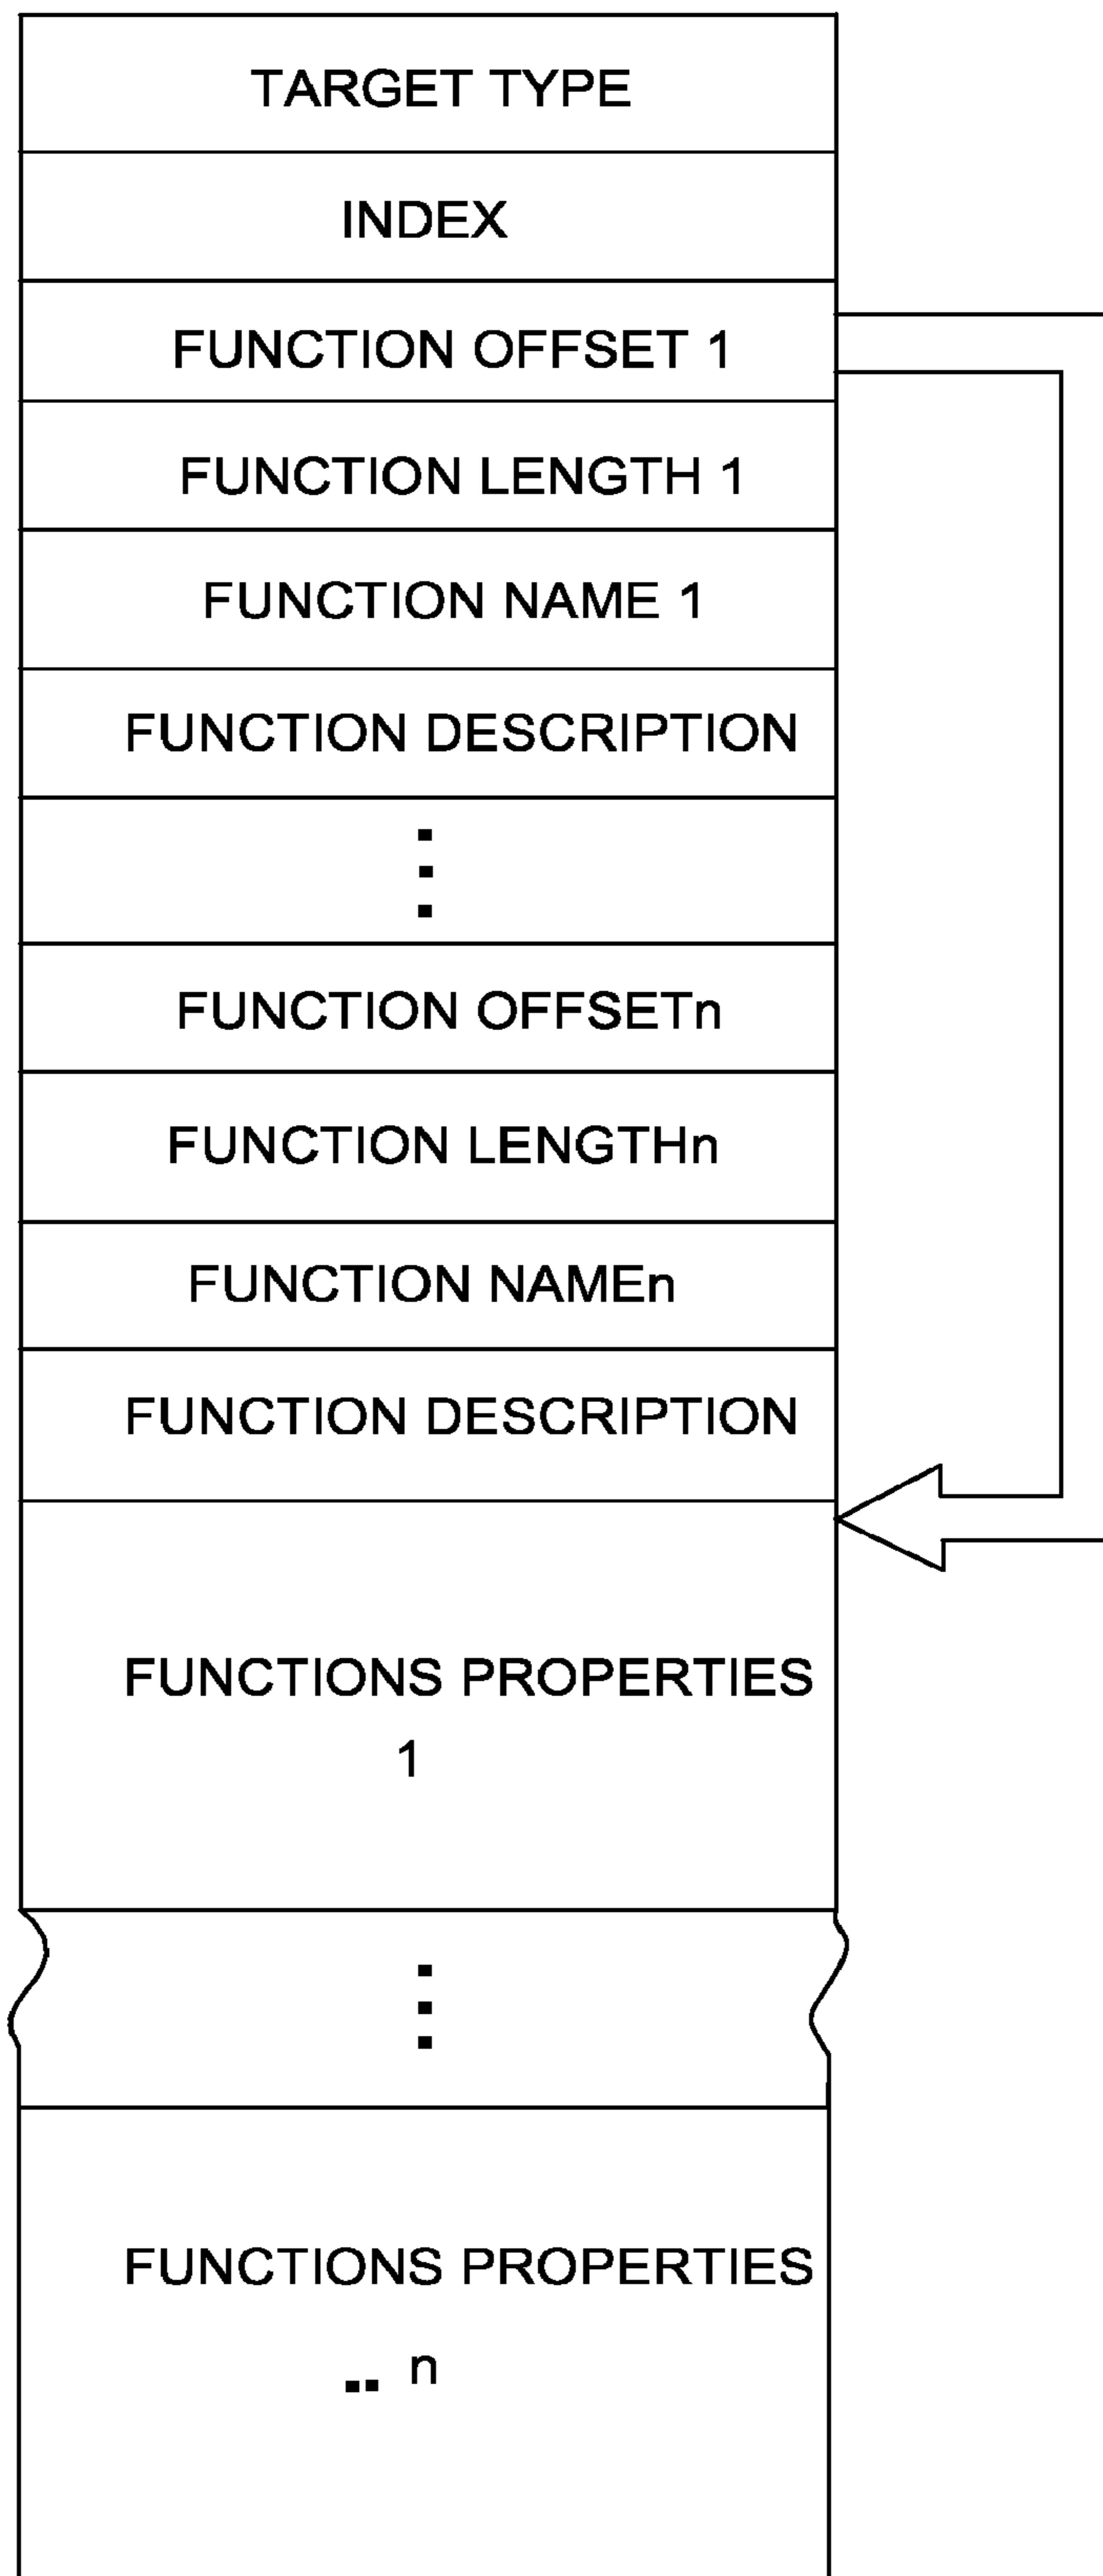 TARGET TYPE
INDEX
FUNCTION OFFSET 1
FUNCTION LENGTH 1
FUNCTION NAME 1
FUNCTION DESCRIPTION
FUNCTION OFFSETn
FUNCTION LENGTHn
FUNCTION NAMEn
FUNCTION DESCRIPTION
FUNCTIONS PROPERTIES
1
FUNCTIONS PROPERTIES
.. n